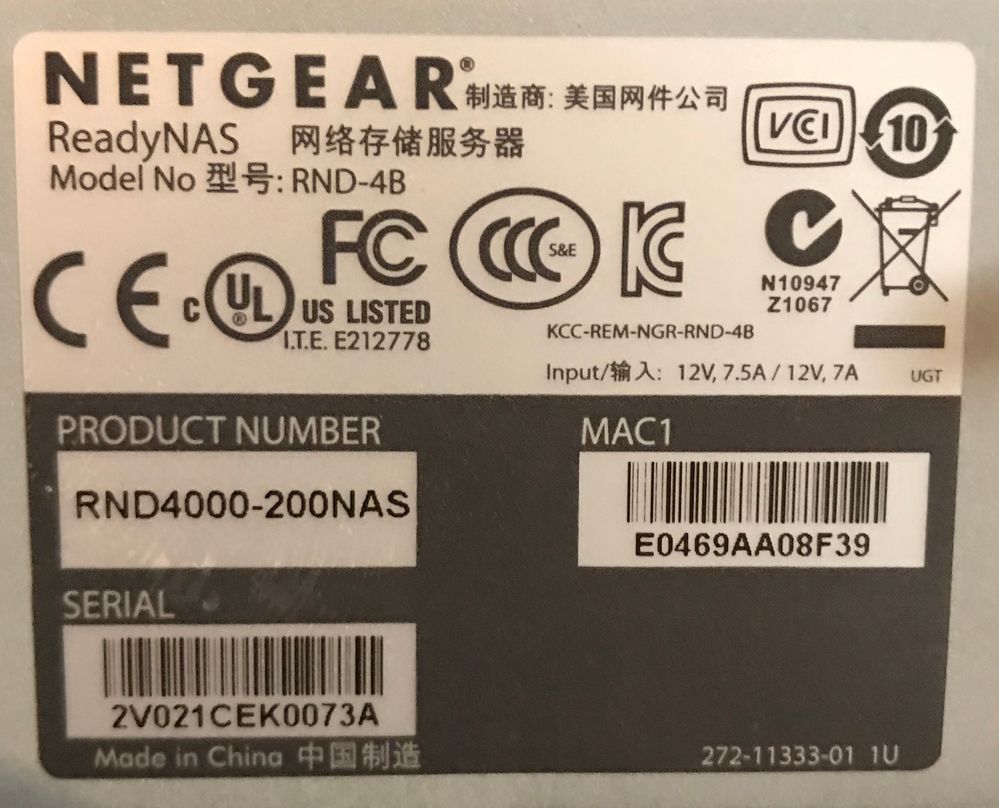 NETGEAR® 制造商: 美国网件公司
ReadyNAS 网络存储服务器
Model No 型号: RND-4B
VCI
10
FC
CCC S&E
KC
N10947
Z1067
CE
c UL® US LISTED
I.T.E. E212778
KCC-REM-NGR-RND-4B
Input/输入: 12V, 7.5A / 12V, 7A
UGT
PRODUCT NUMBER
RND4000-200NAS
MAC1
E0469AA08F39
SERIAL
2V021CEK0073A
Made in China 中国制造
272-11333-01 1U